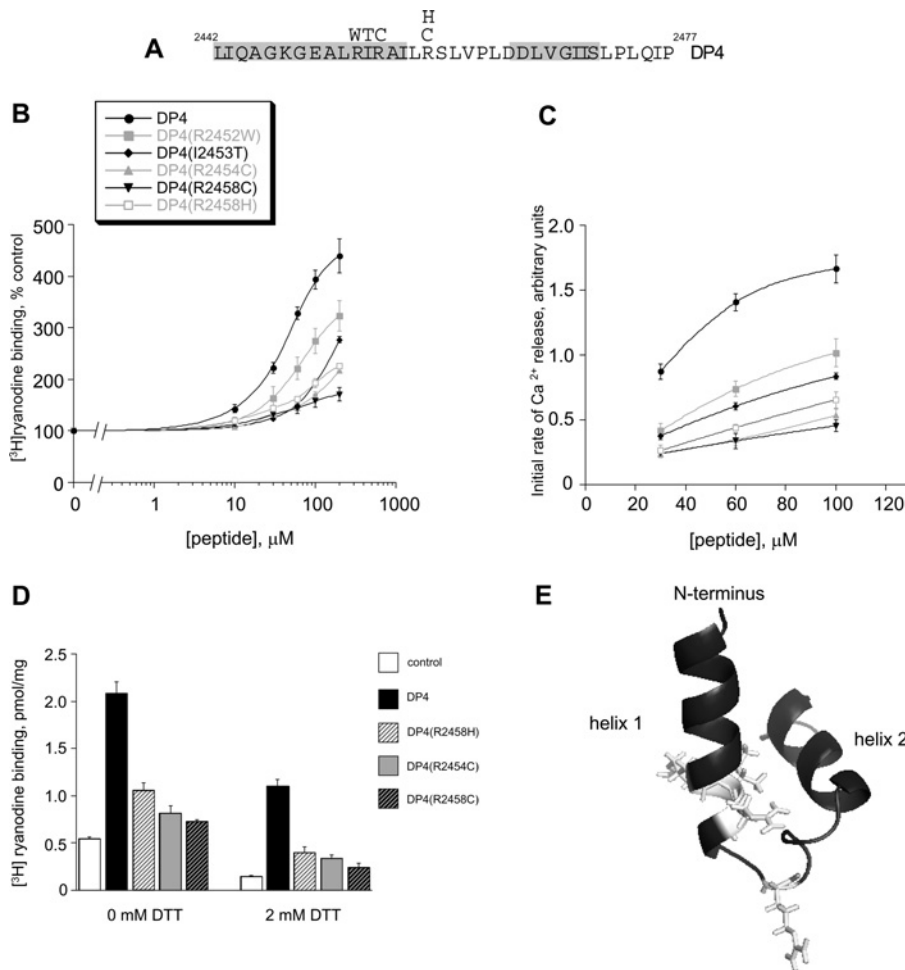 H
WTC C
A 2442 LIQAGKGEALRIRAILRSLVPLDDLVGIISLPLQIP 2477 DP4
B
DP4
DP4(R2452W)
DP4(I2453T)
DP4(R2454C)
DP4(R2458C)
DP4(R2458H)
[³H]ryanodine binding, % control
500
400
300
200
100
0
0 1 10 100 1000
[peptide], μM
C
Initial rate of Ca ²⁺ release, arbitrary units
2.0
1.5
1.0
0.5
0
0 20 40 60 80 100 120
[peptide], μM
D
[³H] ryanodine binding, pmol/mg
2.5
2.0
1.5
1.0
0.5
0
0 mM DTT 2 mM DTT
control
DP4
DP4(R2458H)
DP4(R2454C)
DP4(R2458C)
E
N-terminus
helix 1
helix 2